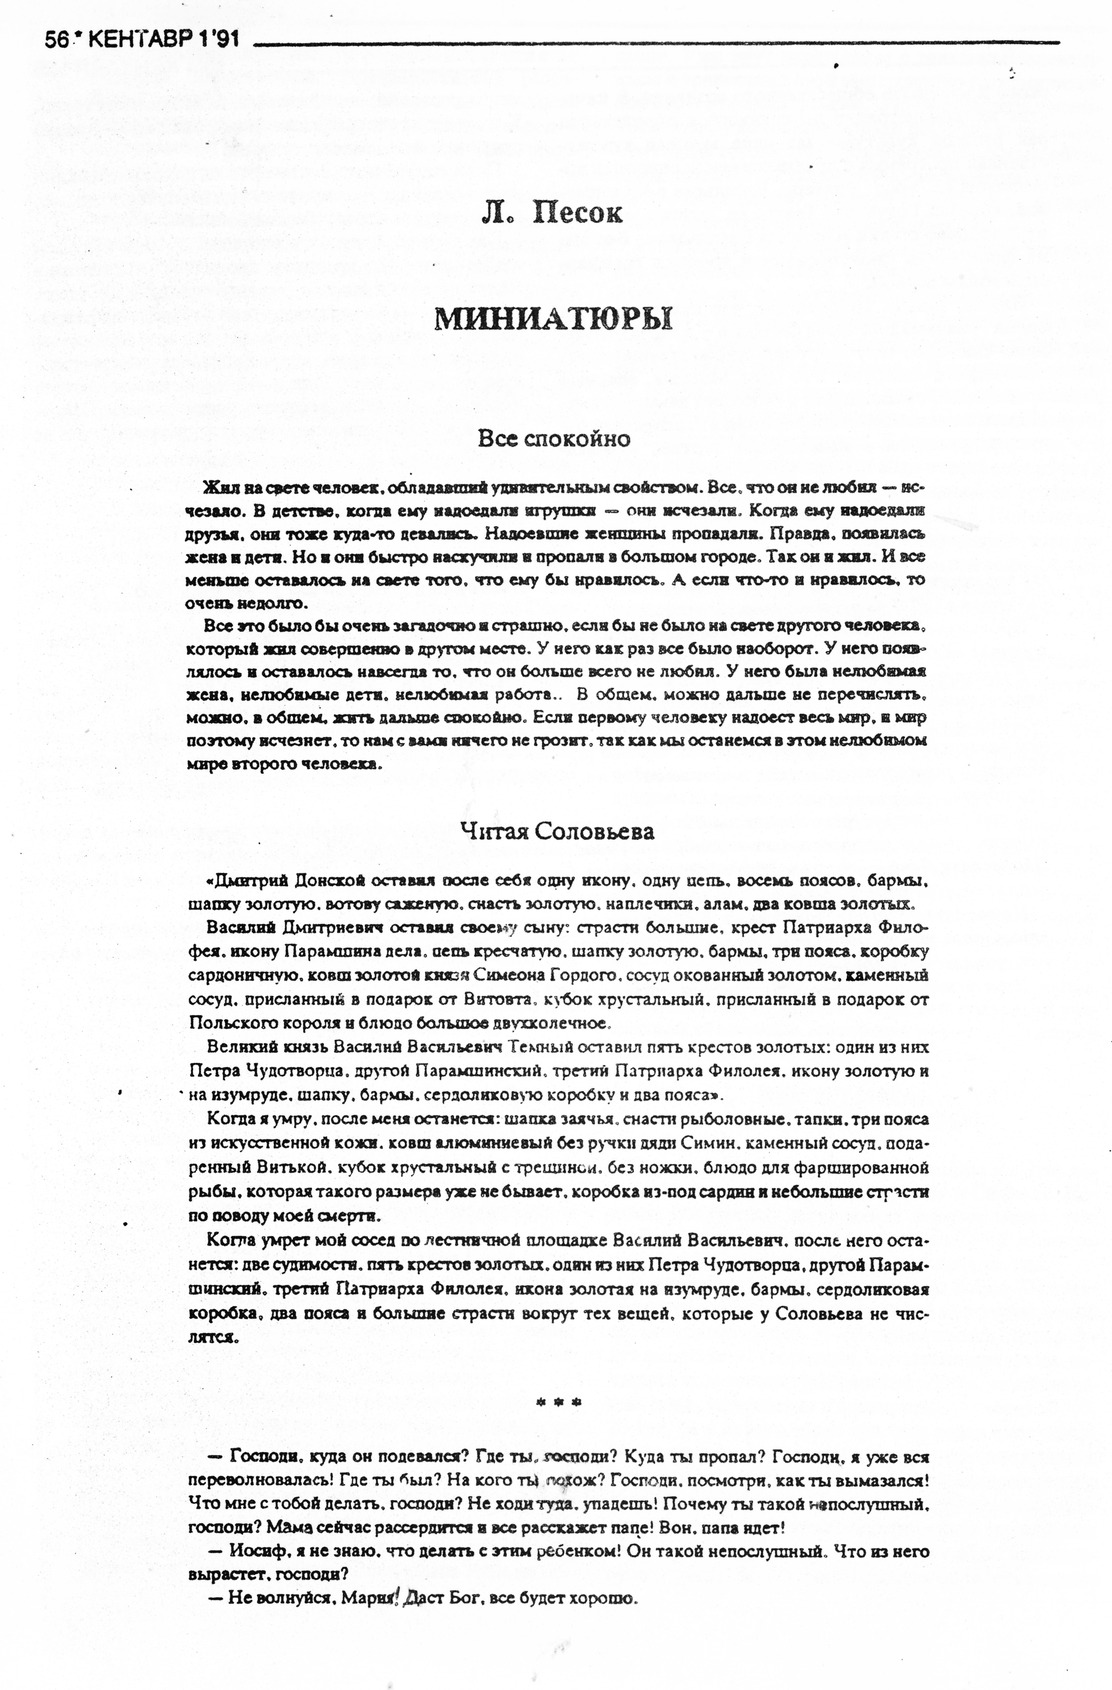 56 * КЕНТАВР 1'91
Л. Песок
МИНИАТЮРЫ
Все спокойно
Жил на свете человек, обладавший удивительным свойством. Все, что он не любил — ис-
чезало. В детстве, когда ему надоедали игрушки — они исчезали. Когда ему надоедали
друзья, они тоже куда-то девались. Надоевшие женщины пропадали. Правда, появилась
жена и дети. Но и они быстро наскучили и пропали в большом городе. Так он и жил. И все
меньше оставалось на свете того, что ему бы нравилось. А если что-то и нравилось, то
очень недолго.
Все это было бы очень загадочно и страшно, если бы не было на свете другого человека,
который жил совершенно в другом месте. У него как раз все было наоборот. У него появ-
лялось и оставалось навсегда то, что он больше всего не любил. У него была нелюбимая
жена, нелюбимые дети, нелюбимая работа.. В общем, можно дальше не перечислять,
можно, в общем, жить дальше спокойно. Если первому человеку надоест весь мир, и мир
поэтому исчезнет, то нам с вами ничего не грозит, так как мы останемся в этом нелюбимом
мире второго человека.
Читая Соловьева
«Дмитрий Донской оставил после себя одну икону, одну цепь, восемь поясов, бармы,
шапку золотую, вотову саженую, снасть золотую, наплечики, алам, два ковша золотых.
Василий Дмитриевич оставил своему сыну: страсти большие, крест Патриарха Фило-
фея, икону Парамшина дела, цепь кресчатую, шапку золотую, бармы, три пояса, коробку
сардоничную, ковш золотой князя Симеона Гордого, сосуд окованный золотом, каменный
сосуд, присланный в подарок от Витовта, кубок хрустальный, присланный в подарок от
Польского короля и блюдо большое двухколечное.
Великий князь Василий Васильевич Темный оставил пять крестов золотых: один из них
Петра Чудотворца, другой Парамшинский, третий Патриарха Филолея, икону золотую и
на изумруде, шапку, бармы, сердоликовую коробку и два пояса».
Когда я умру, после меня останется: шапка заячья, снасти рыболовные, тапки, три пояса
из искусственной кожи, ковш алюминиевый без ручки дяди Симин, каменный сосуд, пода-
ренный Витькой, кубок хрустальный с трещиной, без ножки, блюдо для фаршированной
рыбы, которая такого размера уже не бывает, коробка из-под сардин и небольшие страсти
по поводу моей смерти.
Когда умрет мой сосед по лестничной площадке Василий Васильевич, после него оста-
нется: две судимости, пять крестов золотых, один из них Петра Чудотворца, другой Парам-
шинский, третий Патриарха Филолея, икона золотая на изумруде, бармы, сердоликовая
коробка, два пояса и большие страсти вокруг тех вещей, которые у Соловьева не чис-
лятся.
* * *
— Господи, куда он подевался? Где ты, господи? Куда ты пропал? Господи, я уже вся
переволновалась! Где ты был? На кого ты похож? Господи, посмотри, как ты вымазался!
Что мне с тобой делать, господи? Не ходи туда, упадешь! Почему ты такой непослушный,
господи? Мама сейчас рассердится и все расскажет папе! Вон, папа идет!
— Иосиф, я не знаю, что делать с этим ребенком! Он такой непослушный. Что из него
вырастет, господи?
— Не волнуйся, Мария! Даст Бог, все будет хорошо.